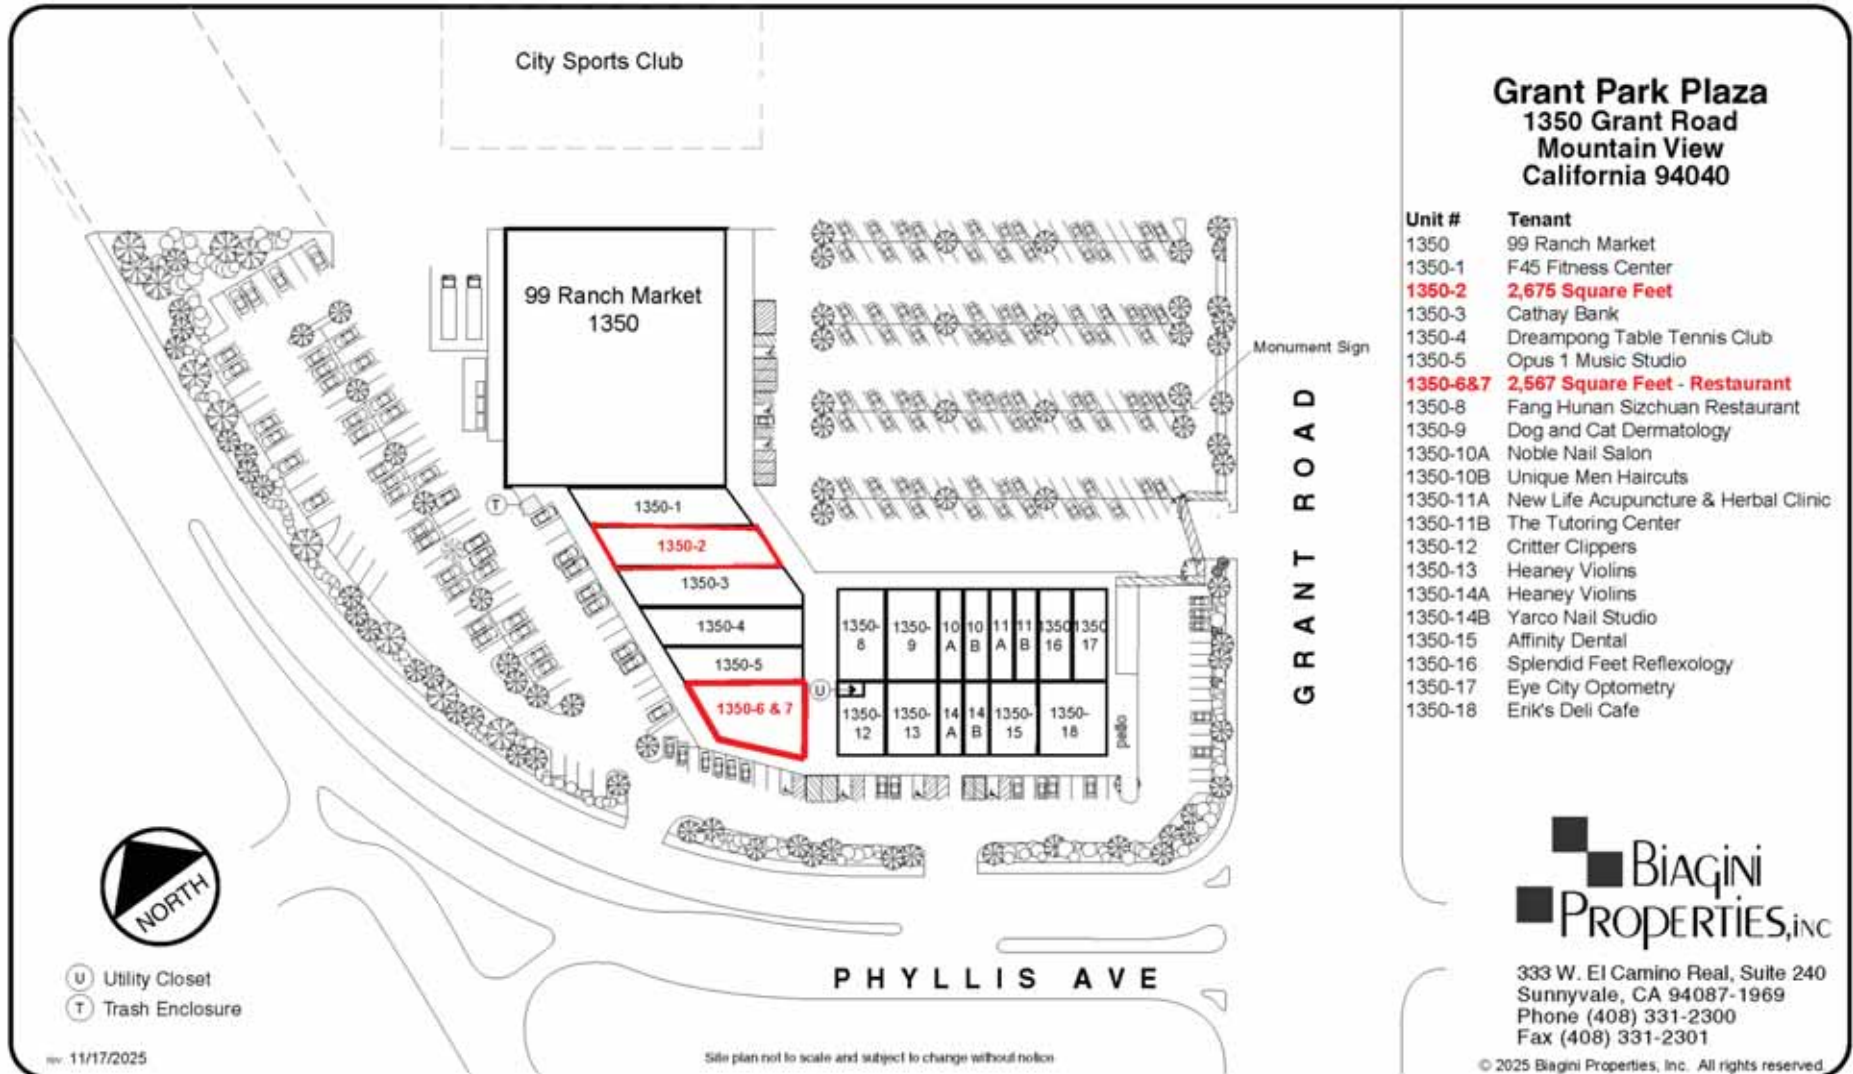 City Sports Club
99 Ranch Market
1350
Monument Sign
T
1350-1
1350-2
1350-3
1350-4
1350-5
1350-6 & 7
U
1350-
8
1350-
9
10
A
10
B
11
A
11
B
1350
16
1350
17
1350-
12
1350-
13
14
A
14
B
1350-
15
1350-
18
patio
GRANT ROAD
PHYLLIS AVE
NORTH
U Utility Closet
T Trash Enclosure
rev. 11/17/2025
Site plan not to scale and subject to change without notice
Grant Park Plaza
1350 Grant Road
Mountain View
California 94040
Unit # Tenant
1350 99 Ranch Market
1350-1 F45 Fitness Center
1350-2 2,675 Square Feet
1350-3 Cathay Bank
1350-4 Dreampong Table Tennis Club
1350-5 Opus 1 Music Studio
1350-6&7 2,567 Square Feet - Restaurant
1350-8 Fang Hunan Sizchuan Restaurant
1350-9 Dog and Cat Dermatology
1350-10A Noble Nail Salon
1350-10B Unique Men Haircuts
1350-11A New Life Acupuncture & Herbal Clinic
1350-11B The Tutoring Center
1350-12 Critter Clippers
1350-13 Heaney Violins
1350-14A Heaney Violins
1350-14B Yarco Nail Studio
1350-15 Affinity Dental
1350-16 Splendid Feet Reflexology
1350-17 Eye City Optometry
1350-18 Erik's Deli Cafe
BiAgini
PROPERTiES, iNC
333 W. El Camino Real, Suite 240
Sunnyvale, CA 94087-1969
Phone (408) 331-2300
Fax (408) 331-2301
© 2025 Biagini Properties, Inc. All rights reserved.